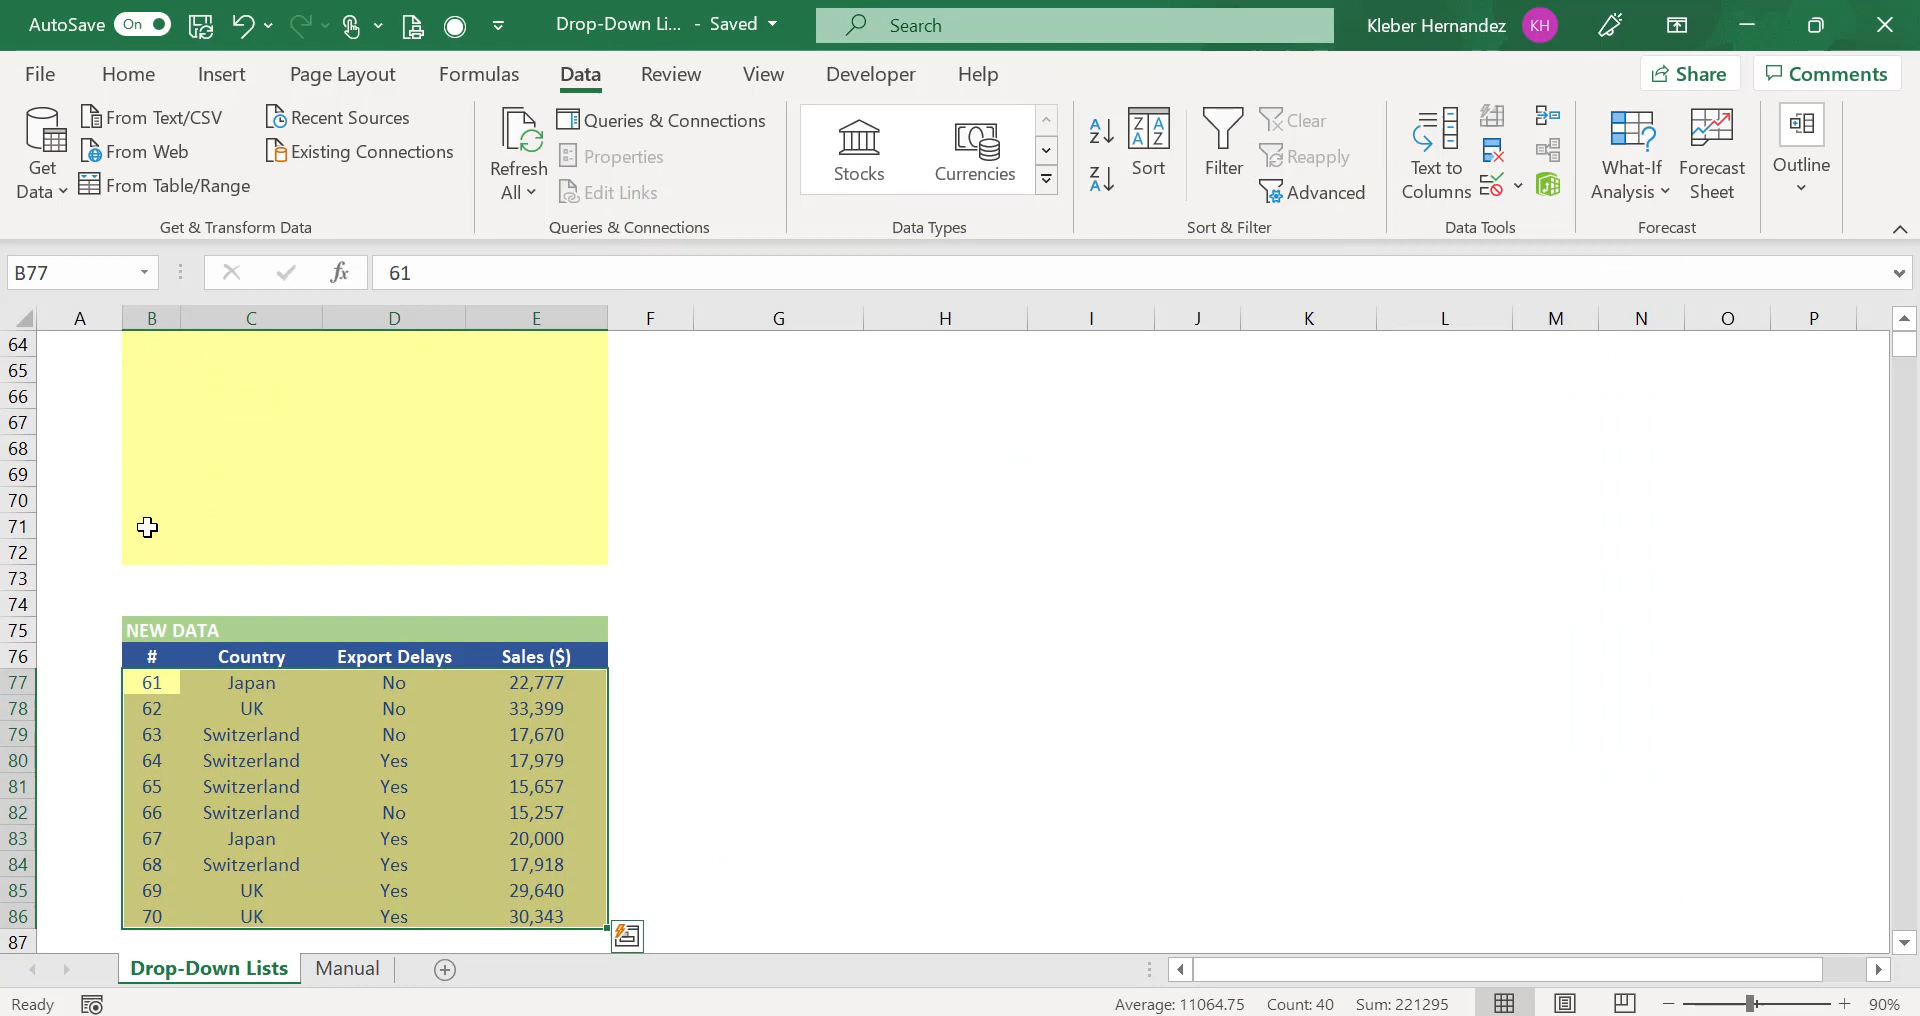 AutoSave On Drop-Down Li... - Saved Search Kleber Hernandez KH
File Home Insert Page Layout Formulas Data Review View Developer Help Share Comments
Get Data
From Text/CSV
From Web
From Table/Range
Recent Sources
Existing Connections
Get & Transform Data
Refresh All
Queries & Connections
Properties
Edit Links
Queries & Connections
Stocks Currencies
Data Types
Sort
Filter
Clear
Reapply
Advanced
Sort & Filter
Text to Columns
Data Tools
What-If Analysis
Forecast Sheet
Forecast
Outline
B77 fx 61
A B C D E F G H I J K L M N O P
64
65
66
67
68
69
70
71
72
73
74
75 NEW DATA
76 # Country Export Delays Sales ($)
77 61 Japan No 22,777
78 62 UK No 33,399
79 63 Switzerland No 17,670
80 64 Switzerland Yes 17,979
81 65 Switzerland Yes 15,657
82 66 Switzerland No 15,257
83 67 Japan Yes 20,000
84 68 Switzerland Yes 17,918
85 69 UK Yes 29,640
86 70 UK Yes 30,343
87
Drop-Down Lists Manual
Ready Average: 11064.75 Count: 40 Sum: 221295 90%